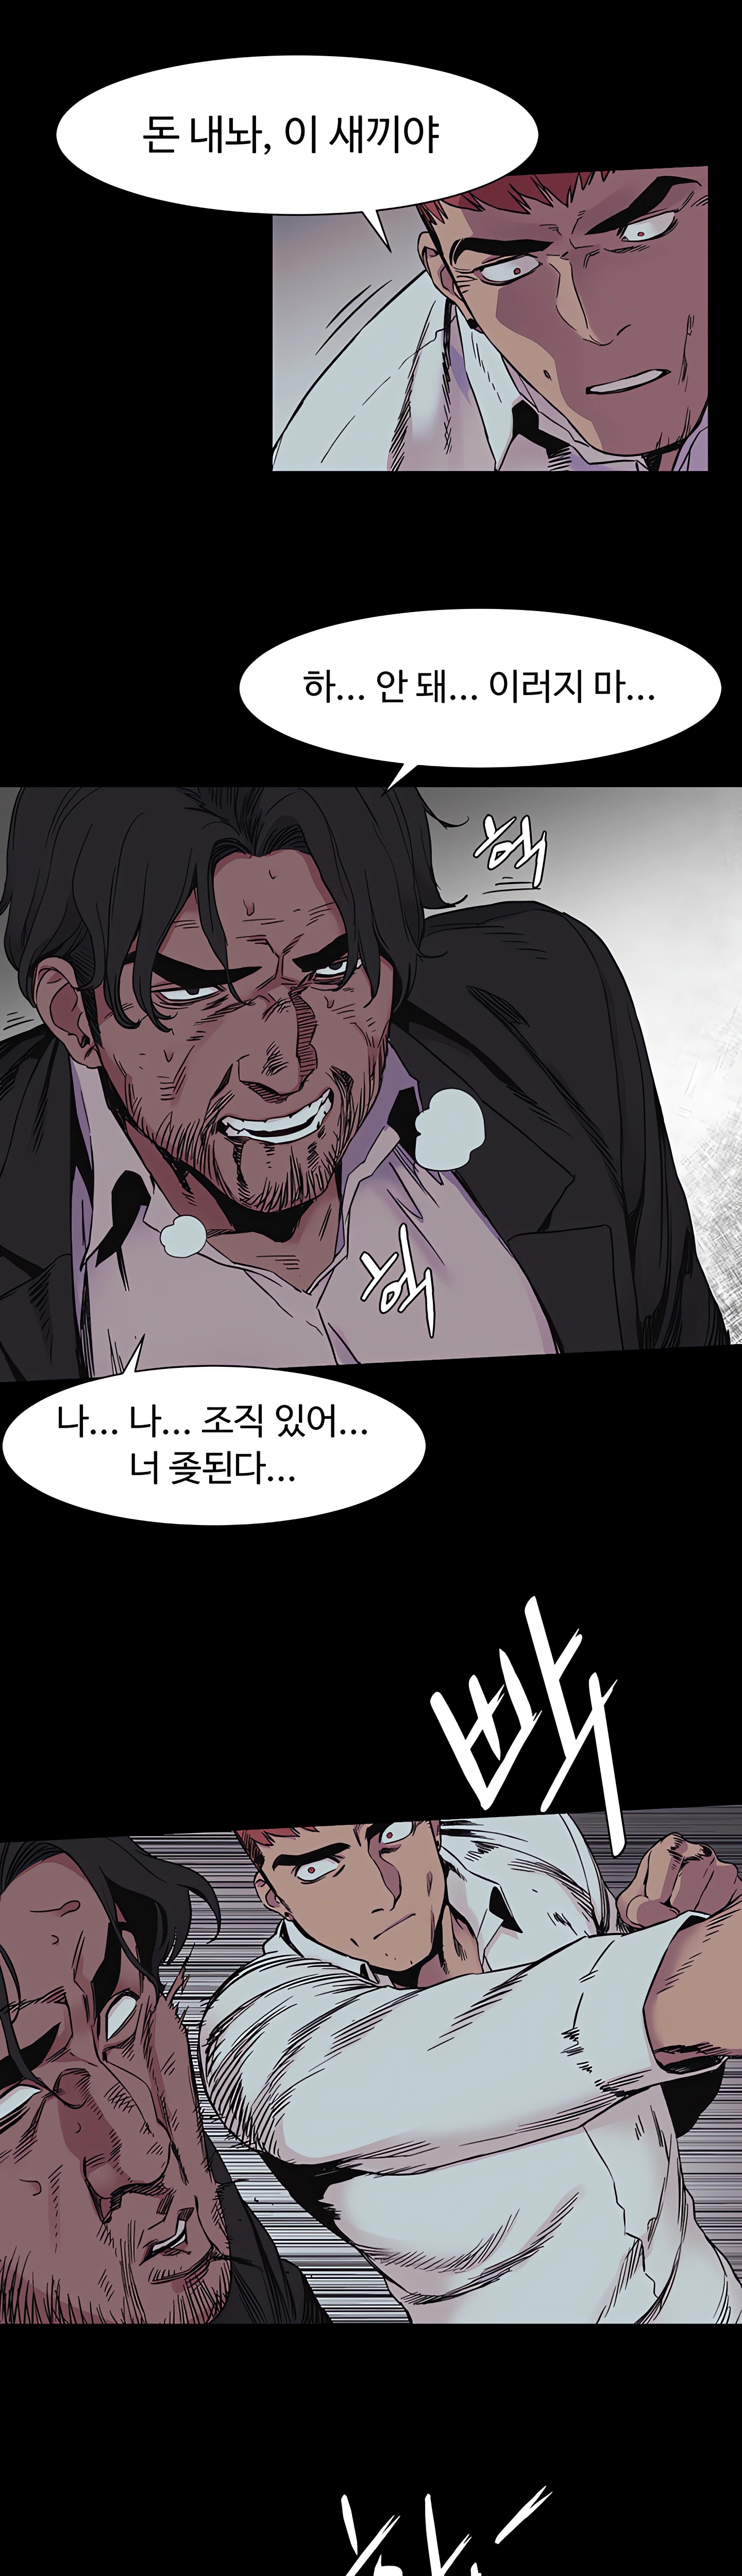 돈 내놔, 이 새끼야
하... 안 돼... 이러지 마...
헉
헉
나... 나... 조직 있어...
너 좆된다...
빡